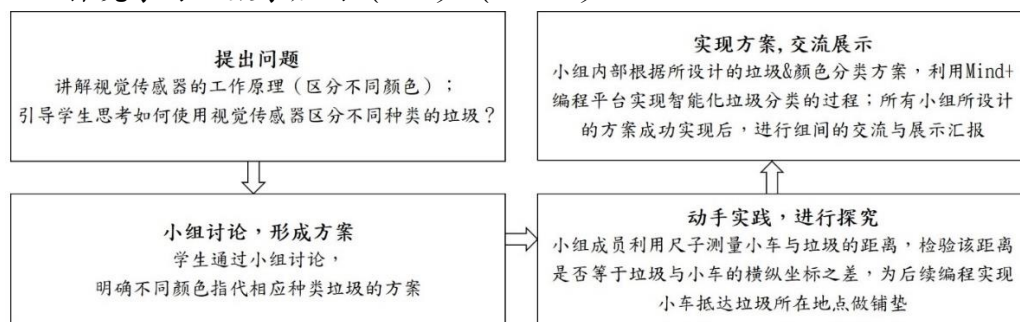 提出问题
讲解视觉传感器的工作原理（区分不同颜色）；
引导学生思考如何使用视觉传感器区分不同种类的垃圾？
小组讨论，形成方案
学生通过小组讨论，
明确不同颜色指代相应种类垃圾的方案
动手实践，进行探究
小组成员利用尺子测量小车与垃圾的距离，检验该距离
是否等于垃圾与小车的横纵坐标之差，为后续编程实现
小车抵达垃圾所在地点做铺垫
实现方案,交流展示
小组内部根据所设计的垃圾&颜色分类方案，利用Mind+
编程平台实现智能化垃圾分类的过程；所有小组所设计
的方案成功实现后，进行组间的交流与展示汇报